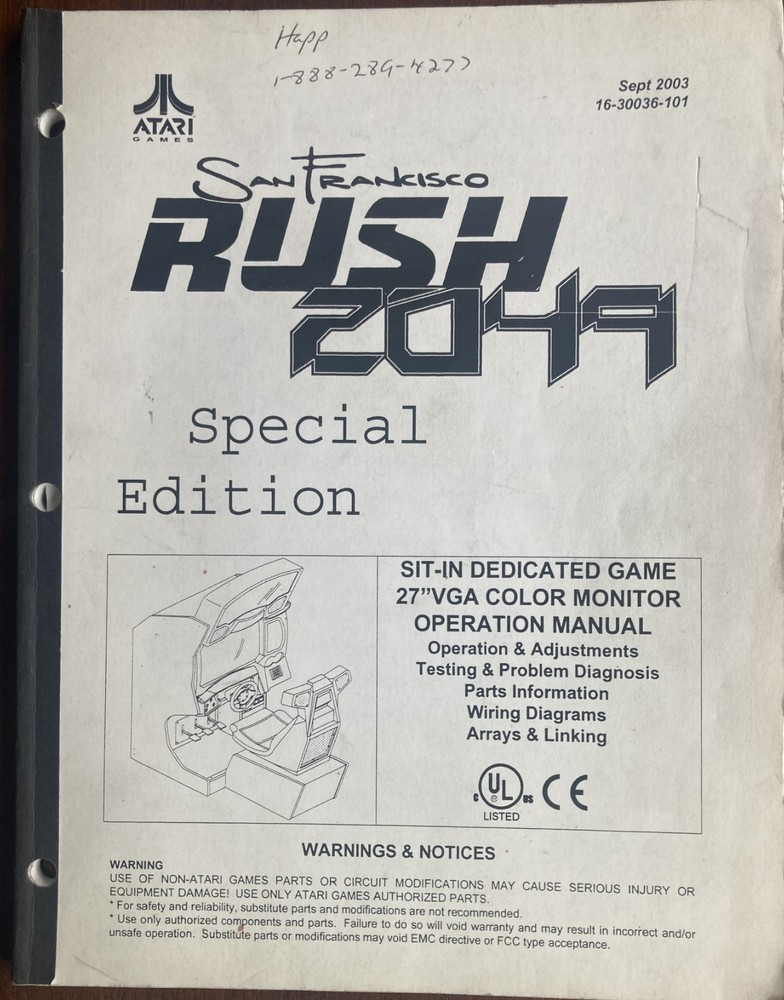 Happ
1-888-289-4277
Sept 2003
16-30036-101
ATARI
GAMES
SAN FRANCISCO
RUSH
2049
Special
Edition
SIT-IN DEDICATED GAME
27”VGA COLOR MONITOR
OPERATION MANUAL
Operation & Adjustments
Testing & Problem Diagnosis
Parts Information
Wiring Diagrams
Arrays & Linking
C UL ® US CE
LISTED
WARNINGS & NOTICES
WARNING
USE OF NON-ATARI GAMES PARTS OR CIRCUIT MODIFICATIONS MAY CAUSE SERIOUS INJURY OR
EQUIPMENT DAMAGE! USE ONLY ATARI GAMES AUTHORIZED PARTS.
* For safety and reliability, substitute parts and modifications are not recommended.
* Use only authorized components and parts. Failure to do so will void warranty and may result in incorrect and/or
unsafe operation. Substitute parts or modifications may void EMC directive or FCC type acceptance.